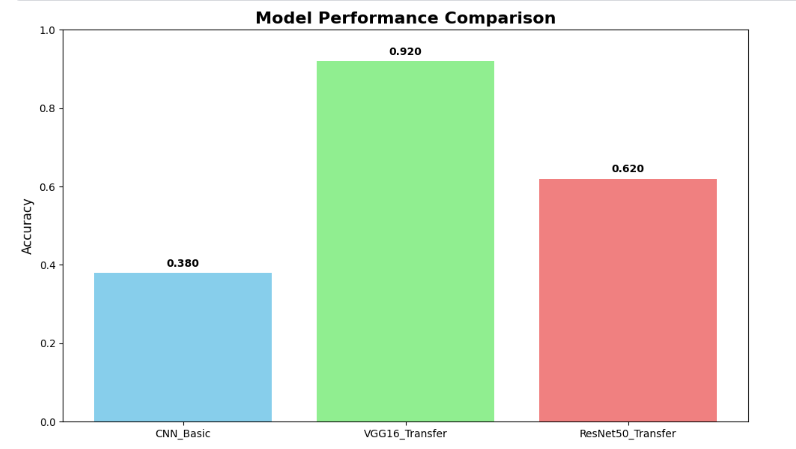 Model Performance Comparison
1.0
0.8
0.6
0.4
0.2
0.0
Accuracy
0.380
0.920
0.620
CNN_Basic
VGG16_Transfer
ResNet50_Transfer